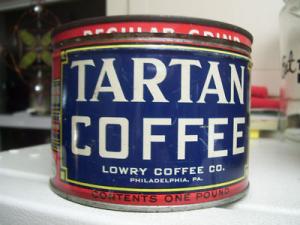 REGULAR GRIND
TARTAN
COFFEE
LOWRY COFFEE CO.
PHILADELPHIA, PA.
CONTENTS ONE POUND